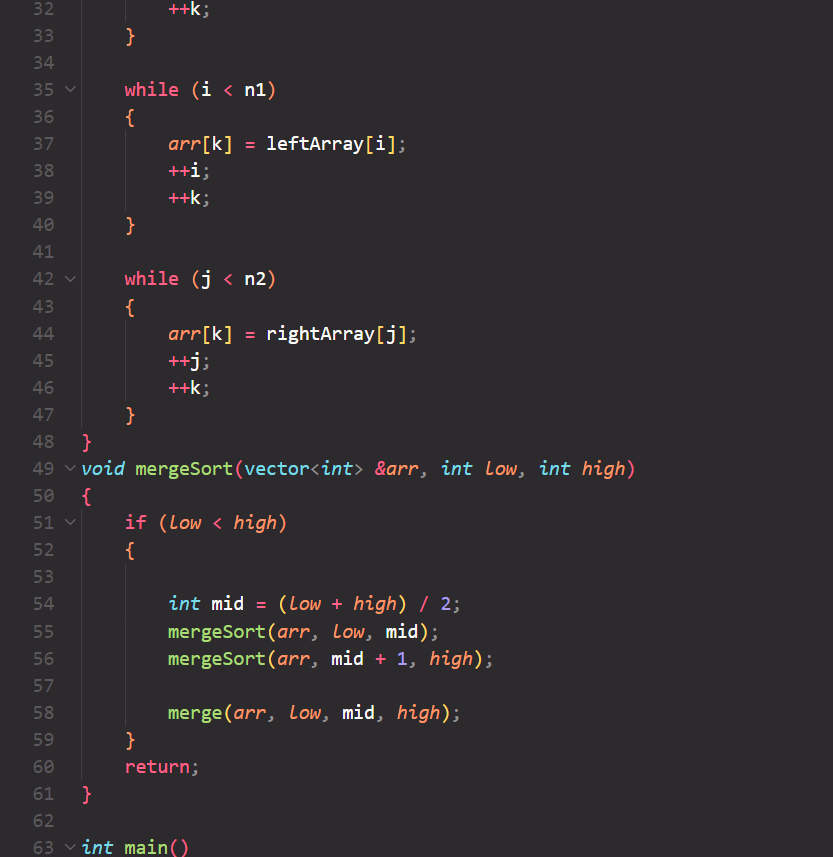 32 ++k;
33 }
34
35 while (i < n1)
36 {
37 arr[k] = leftArray[i];
38 ++i;
39 ++k;
40 }
41
42 while (j < n2)
43 {
44 arr[k] = rightArray[j];
45 ++j;
46 ++k;
47 }
48 }
49 void mergeSort(vector<int> &arr, int low, int high)
50 {
51 if (low < high)
52 {
53
54 int mid = (low + high) / 2;
55 mergeSort(arr, low, mid);
56 mergeSort(arr, mid + 1, high);
57
58 merge(arr, low, mid, high);
59 }
60 return;
61 }
62
63 int main()